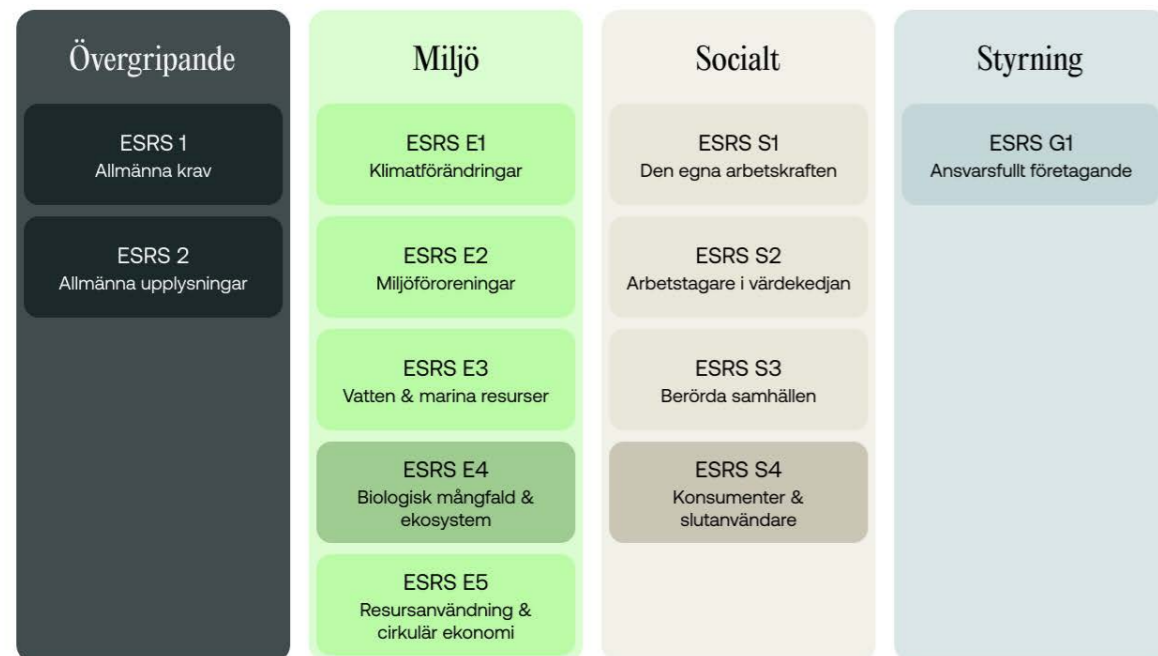 Övergripande
ESRS 1
Allmänna krav
ESRS 2
Allmänna upplysningar
Miljö
ESRS E1
Klimatförändringar
ESRS E2
Miljöföroreningar
ESRS E3
Vatten & marina resurser
ESRS E4
Biologisk mångfald &
ekosystem
ESRS E5
Resursanvändning &
cirkulär ekonomi
Socialt
ESRS S1
Den egna arbetskraften
ESRS S2
Arbetstagare i värdekedjan
ESRS S3
Berörda samhällen
ESRS S4
Konsumenter &
slutanvändare
Styrning
ESRS G1
Ansvarsfullt företagande